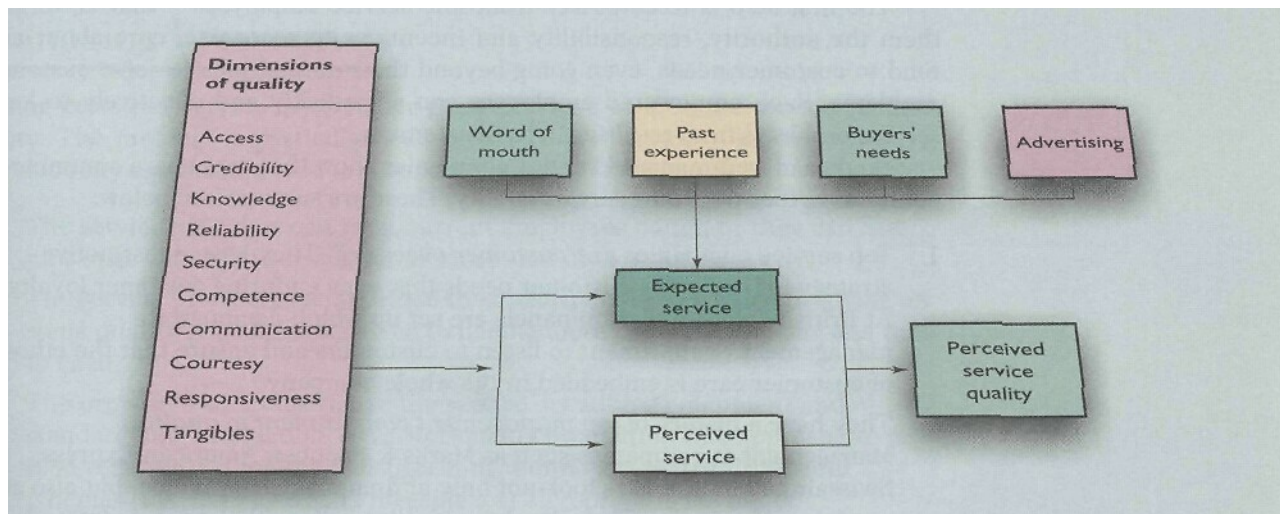 Dimensions
of quality
Access
Credibility
Knowledge
Reliability
Security
Competence
Communication
Courtesy
Responsiveness
Tangibles
Word of
mouth
Past
experience
Buyers'
needs
Advertising
Expected
service
Perceived
service
Perceived
service
quality